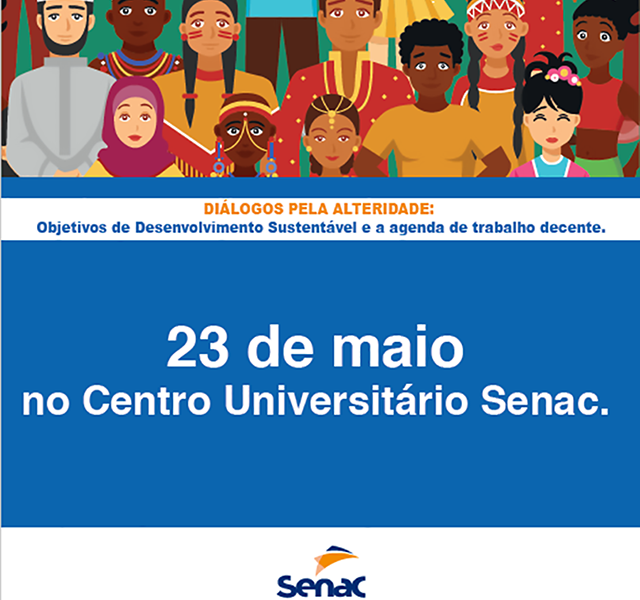 DIÁLOGOS PELA ALTERIDADE:
Objetivos de Desenvolvimento Sustentável e a agenda de trabalho decente.
23 de maio
no Centro Universitário Senac.
senac